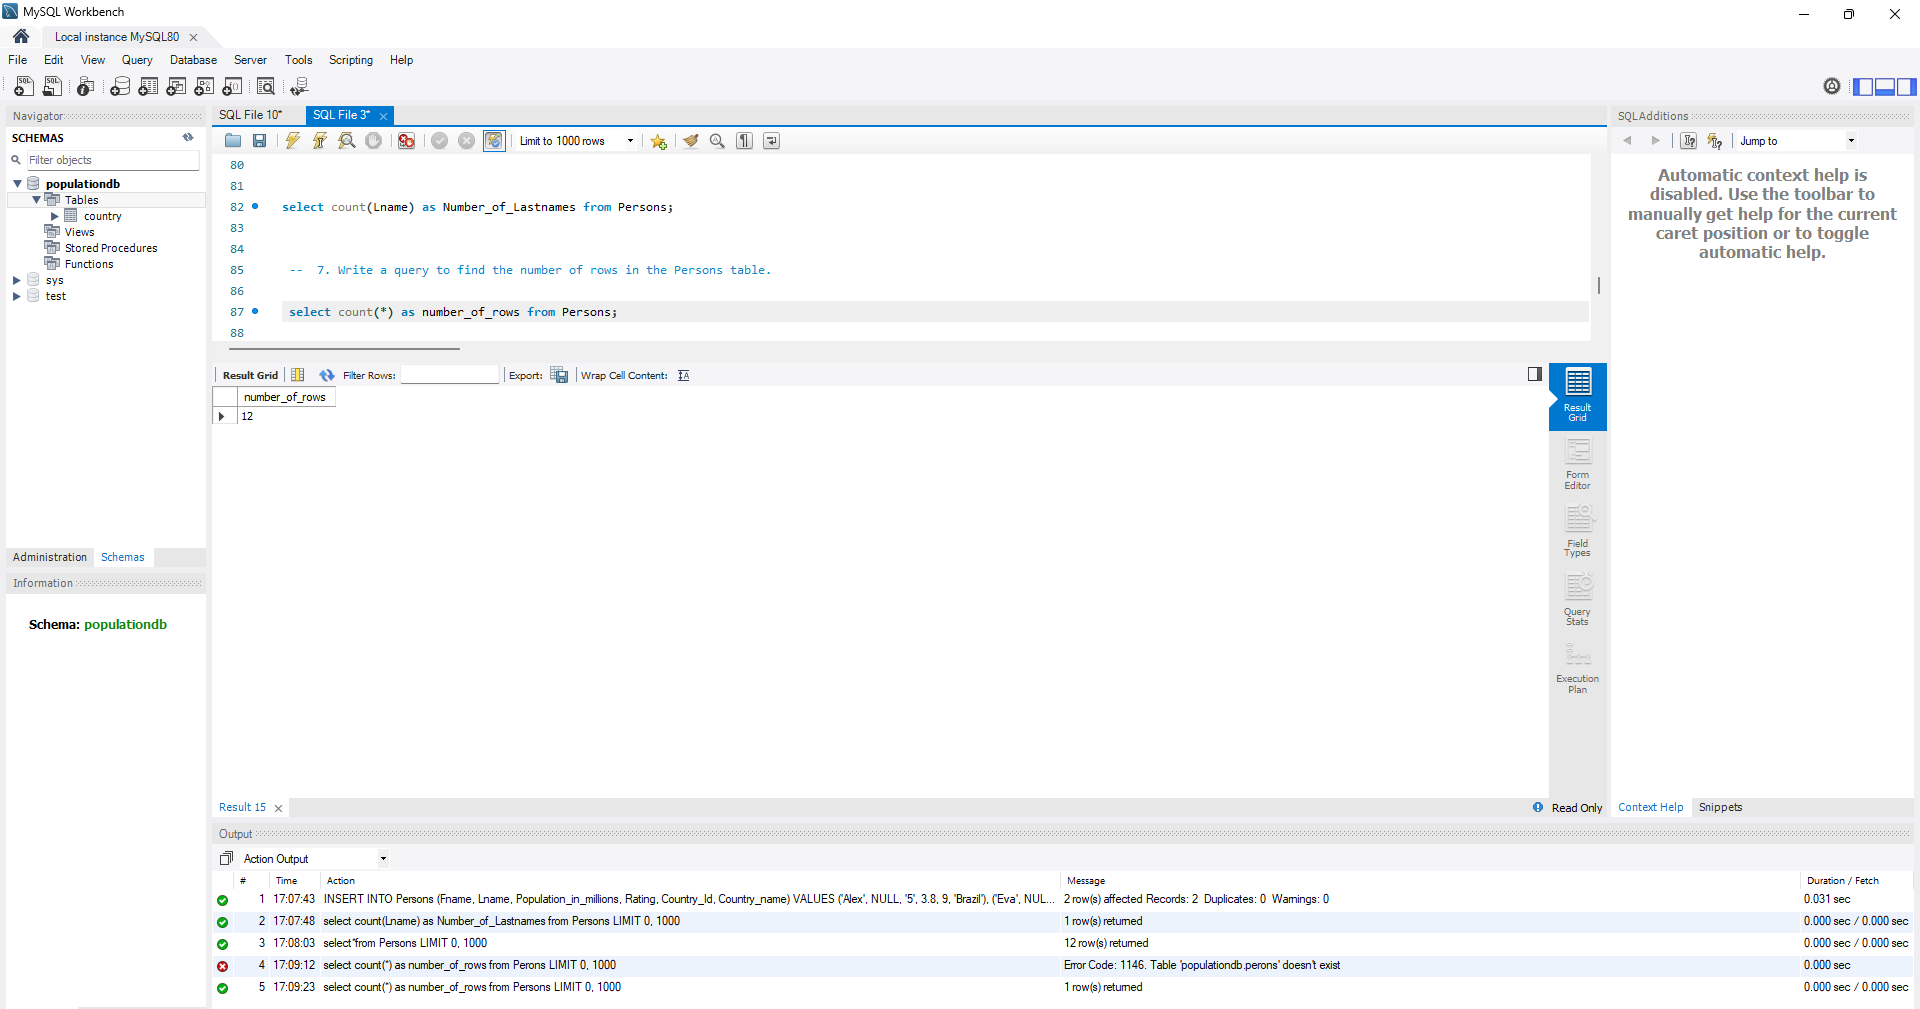 MySQL Workbench
Local instance MySQL80
File Edit View Query Database Server Tools Scripting Help
Navigator
SCHEMAS
Filter objects
populationdb
Tables
country
Views
Stored Procedures
Functions
sys
test
Administration Schemas
Information
Schema: populationdb
SQL File 10* SQL File 3*
Limit to 1000 rows
80
81
82 select count(Lname) as Number_of_Lastnames from Persons;
83
84
85 -- 7. Write a query to find the number of rows in the Persons table.
86
87 select count(*) as number_of_rows from Persons;
88
Result Grid Filter Rows: Export: Wrap Cell Content: IA
number_of_rows
12
Result Grid
Form Editor
Field Types
Query Stats
Execution Plan
Result 15 Read Only
SQLAdditions
Jump to
Automatic context help is
disabled. Use the toolbar to
manually get help for the current
caret position or to toggle
automatic help.
Context Help Snippets
Output
Action Output
# Time Action Message Duration / Fetch
1 17:07:43 INSERT INTO Persons (Fname, Lname, Population_in_millions, Rating, Country_Id, Country_name) VALUES ('Alex', NULL, '5', 3.8, 9, 'Brazil'), ('Eva', NUL... 2 row(s) affected Records: 2 Duplicates: 0 Warnings: 0 0.031 sec
2 17:07:48 select count(Lname) as Number_of_Lastnames from Persons LIMIT 0, 1000 1 row(s) returned 0.000 sec / 0.000 sec
3 17:08:03 select*from Persons LIMIT 0, 1000 12 row(s) returned 0.000 sec / 0.000 sec
4 17:09:12 select count(*) as number_of_rows from Perons LIMIT 0, 1000 Error Code: 1146. Table 'populationdb.perons' doesn't exist 0.000 sec
5 17:09:23 select count(*) as number_of_rows from Persons LIMIT 0, 1000 1 row(s) returned 0.000 sec / 0.000 sec